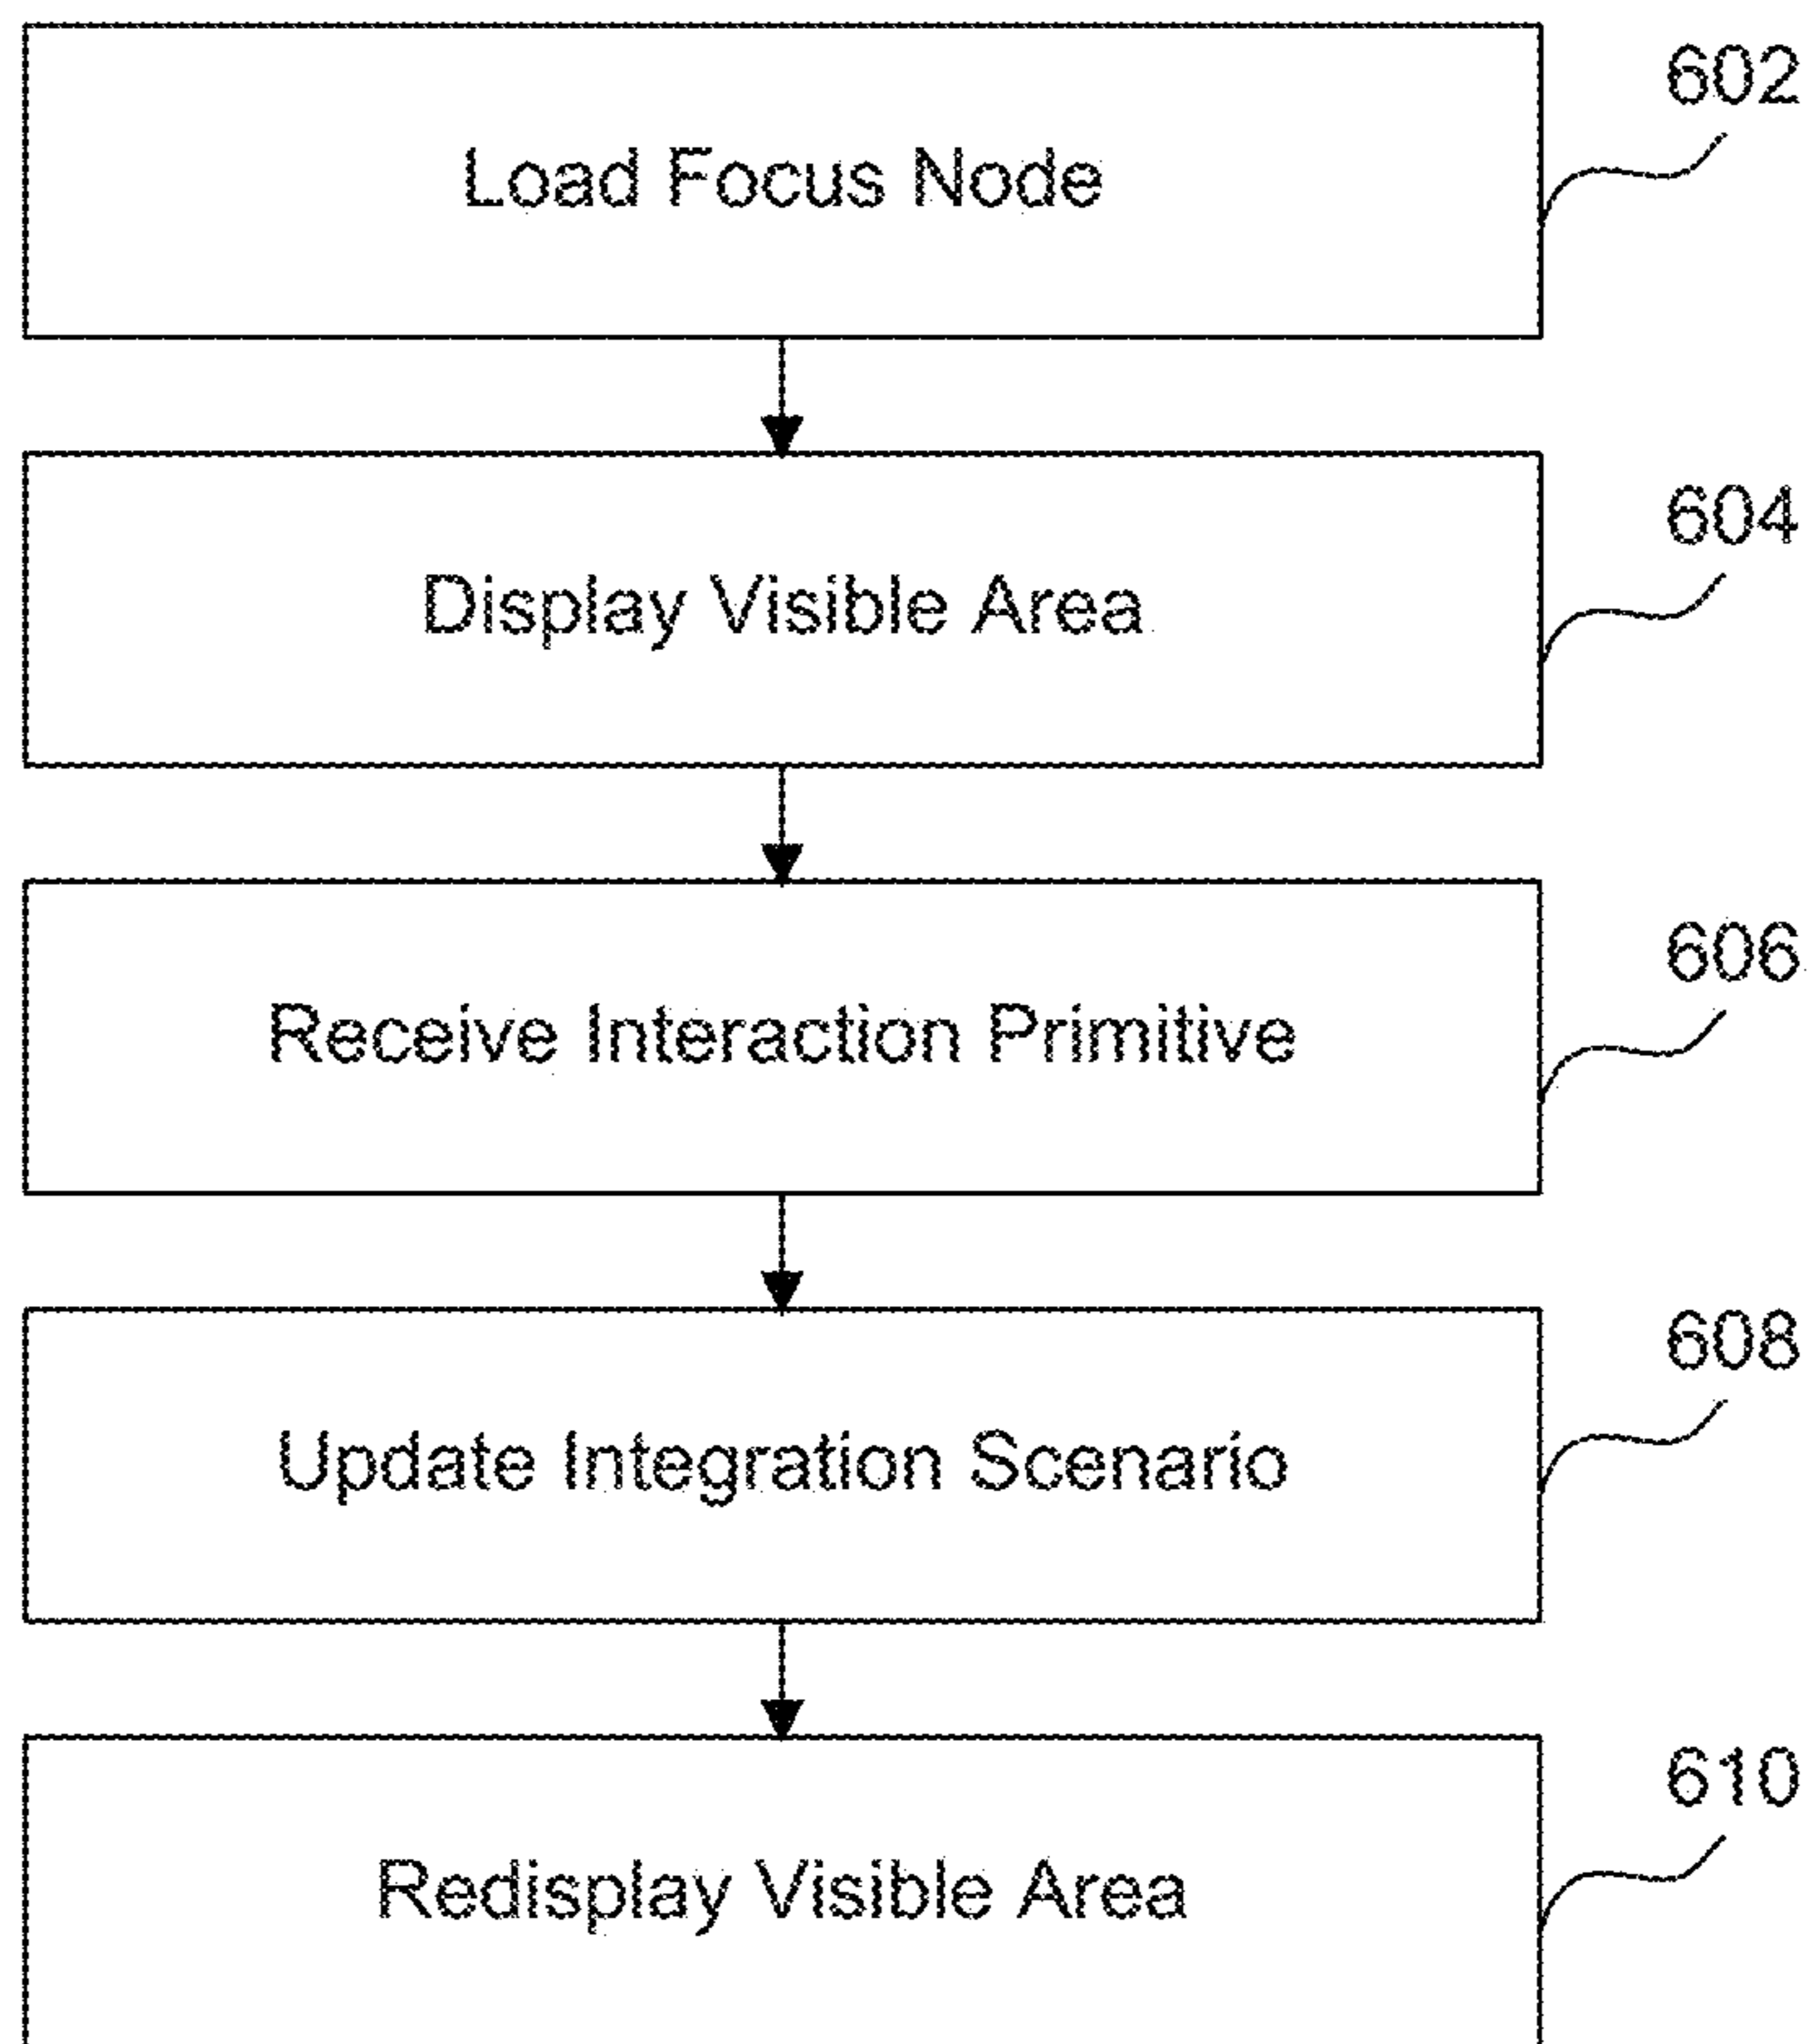 602
Load Focus Node
604
Display Visible Area
606
Receive Interaction Primitive
608
Update Integration Scenario
610
Redisplay Visible Area